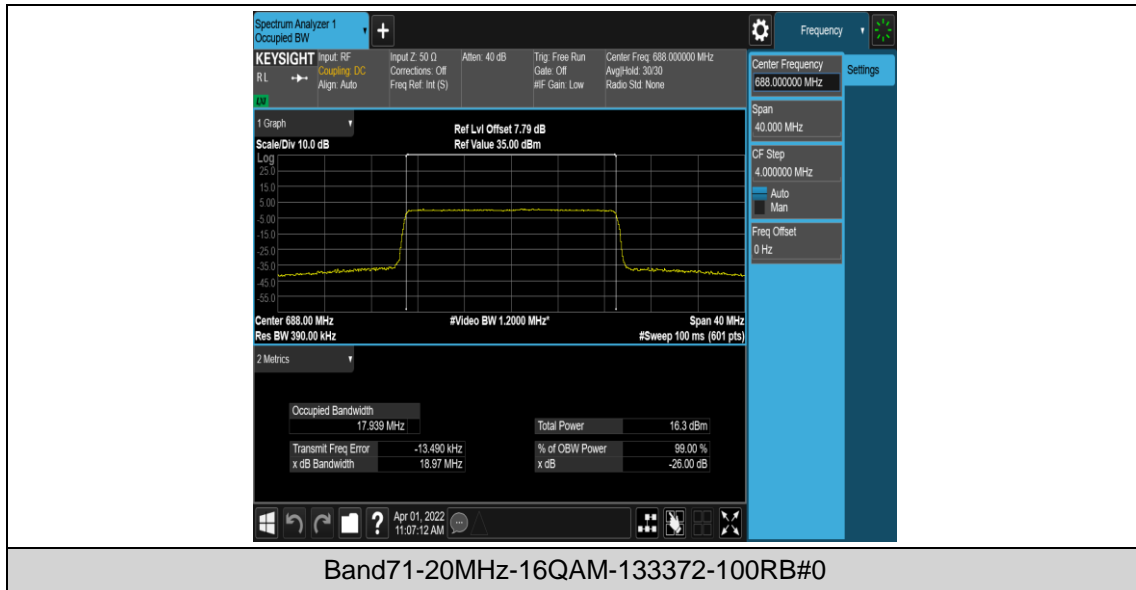 Spectrum Analyzer 1
Occupied BW
+
Frequency
KEYSIGHT
RL
LXI
Input: RF
Coupling: DC
Align: Auto
Input Z: 50 Ω
Corrections: Off
Freq Ref: Int (S)
Atten: 40 dB
Trig: Free Run
Gate: Off
#IF Gain: Low
Center Freq: 688.000000 MHz
Avg|Hold: 30/30
Radio Std: None
Center Frequency
688.000000 MHz
Settings
Span
40.000 MHz
CF Step
4.000000 MHz
Auto
Man
Freq Offset
0 Hz
1 Graph
Scale/Div 10.0 dB
Ref Lvl Offset 7.79 dB
Ref Value 35.00 dBm
Log
25.0
15.0
5.00
-5.00
-15.0
-25.0
-35.0
-45.0
-55.0
Center 688.00 MHz
#Video BW 1.2000 MHz*
Span 40 MHz
Res BW 390.00 kHz
#Sweep 100 ms (601 pts)
2 Metrics
Occupied Bandwidth
17.939 MHz
Total Power 16.3 dBm
Transmit Freq Error -13.490 kHz
% of OBW Power 99.00 %
x dB Bandwidth 18.97 MHz
x dB -26.00 dB
?
Apr 01, 2022
11:07:12 AM
Band71-20MHz-16QAM-133372-100RB#0